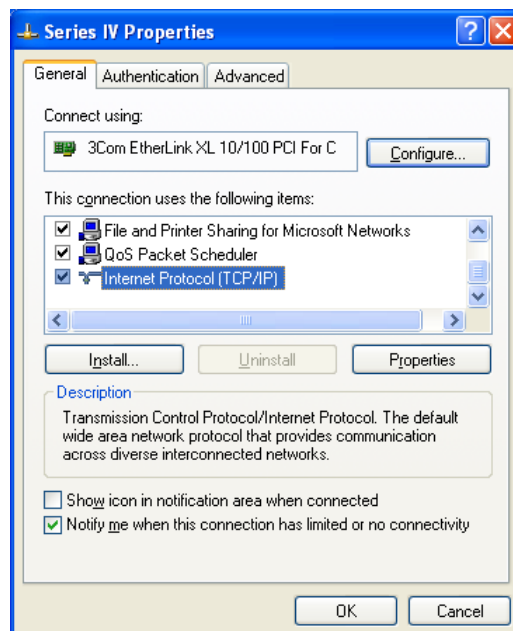 Series IV Properties
General Authentication Advanced
Connect using:
3Com EtherLink XL 10/100 PCI For C
Configure...
This connection uses the following items:
File and Printer Sharing for Microsoft Networks
QoS Packet Scheduler
Internet Protocol (TCP/IP)
Install... Uninstall Properties
Description
Transmission Control Protocol/Internet Protocol. The default
wide area network protocol that provides communication
across diverse interconnected networks.
Show icon in notification area when connected
Notify me when this connection has limited or no connectivity
OK Cancel